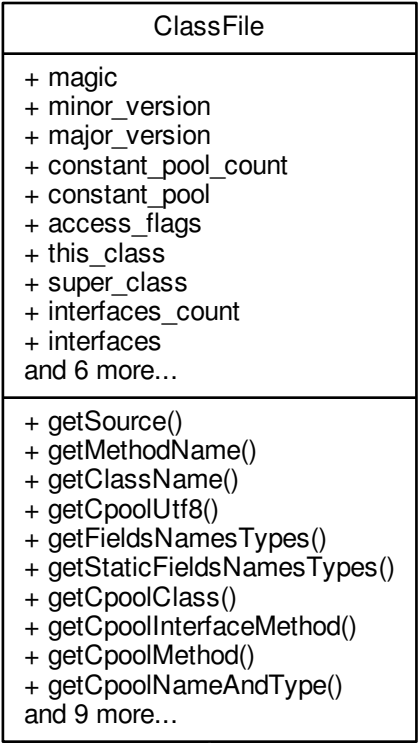 ClassFile
+ magic
+ minor_version
+ major_version
+ constant_pool_count
+ constant_pool
+ access_flags
+ this_class
+ super_class
+ interfaces_count
+ interfaces
and 6 more...
+ getSource()
+ getMethodName()
+ getClassName()
+ getCpoolUtf8()
+ getFieldsNamesTypes()
+ getStaticFieldsNamesTypes()
+ getCpoolClass()
+ getCpoolInterfaceMethod()
+ getCpoolMethod()
+ getCpoolNameAndType()
and 9 more...